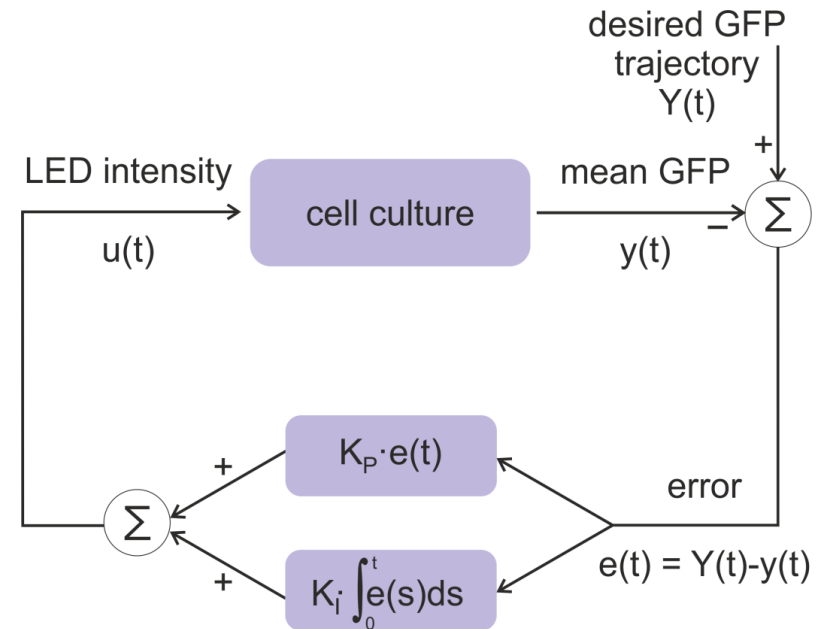 desired GFP
trajectory
Y(t)
+
LED intensity
mean GFP
cell culture
Σ
−
u(t)
y(t)
K_P·e(t)
+
error
Σ
e(t) = Y(t)-y(t)
+
K_i ∫_0^t e(s)ds